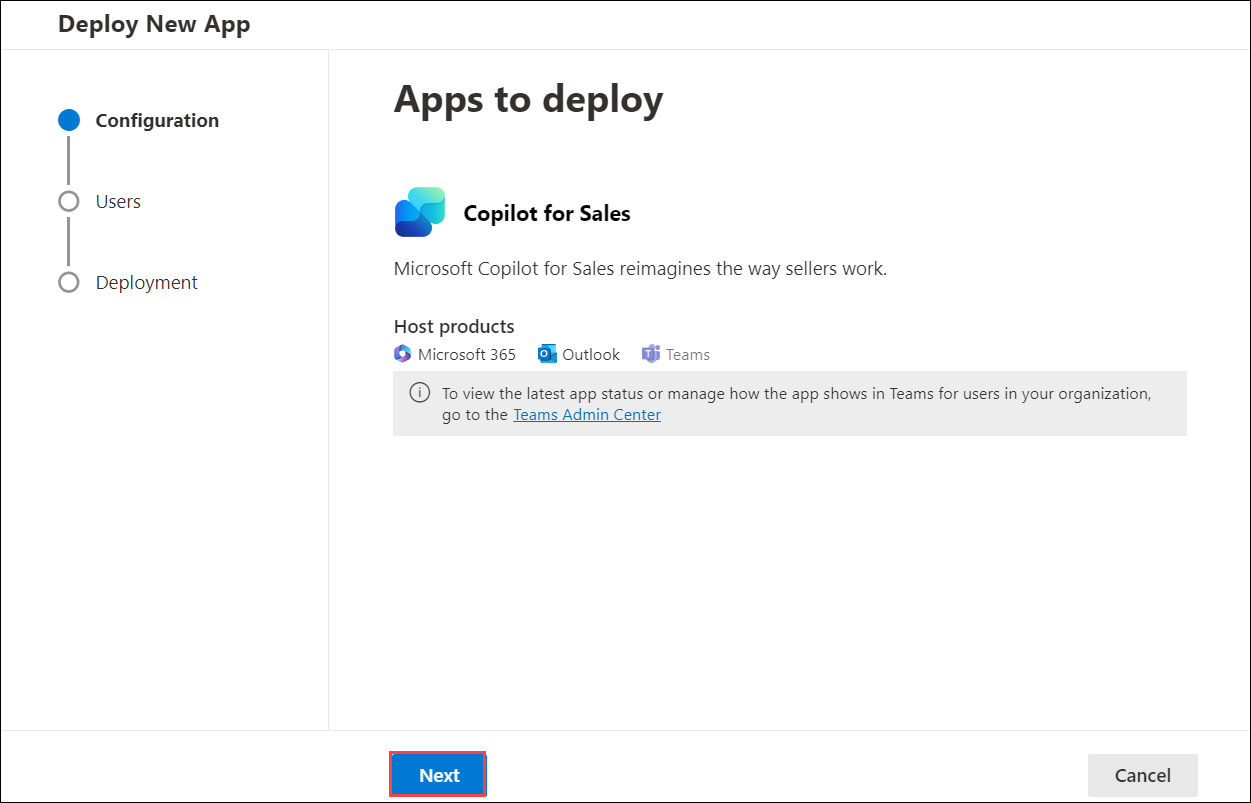 Deploy New App
Configuration
Users
Deployment
Apps to deploy
Copilot for Sales
Microsoft Copilot for Sales reimagines the way sellers work.
Host products
Microsoft 365 Outlook Teams
To view the latest app status or manage how the app shows in Teams for users in your organization,
go to the Teams Admin Center
Next
Cancel